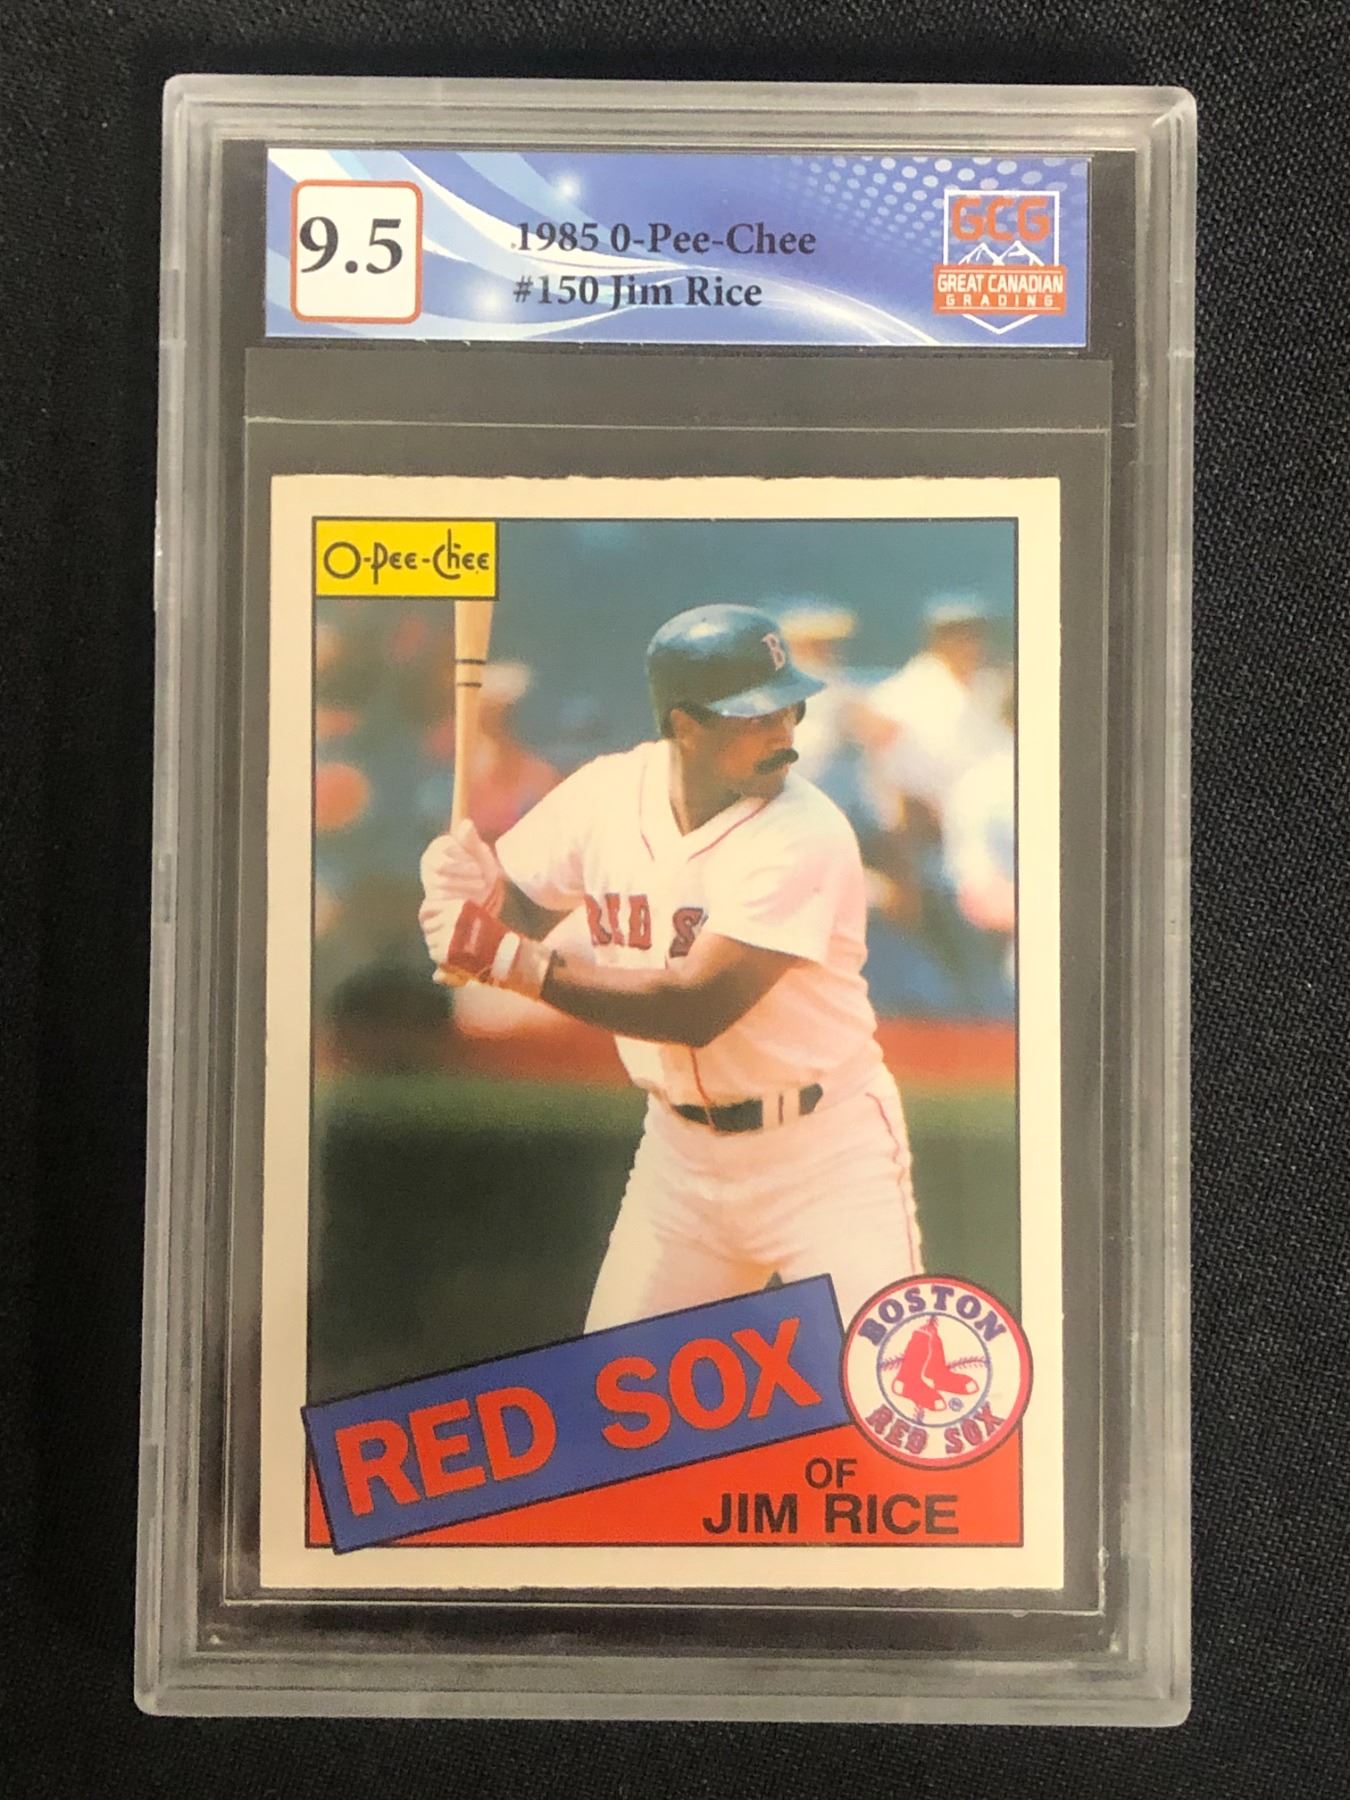 9.5
1985 0-Pee-Chee
#150 Jim Rice
GCG
GREAT CANADIAN
GRADING
O-Pee-Chee
B
RED S
RED SOX
BOSTON
RED SOX
OF
JIM RICE